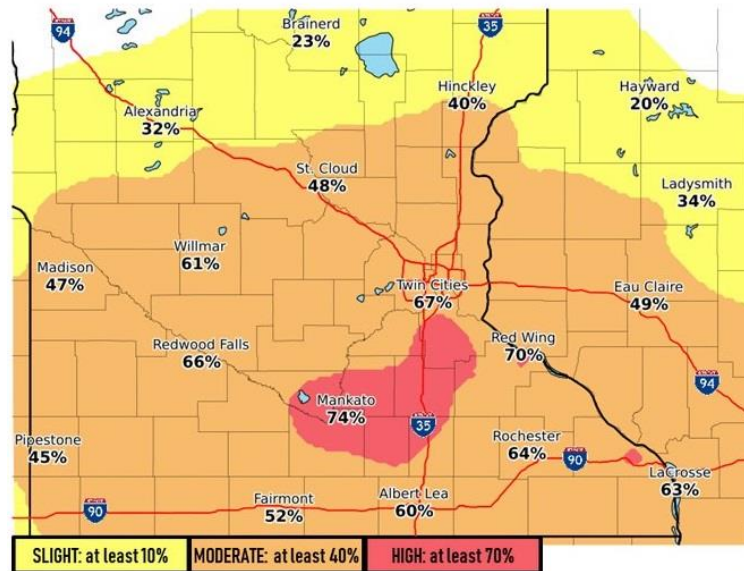 94
Brainerd
23%
35
Hinckley
40%
Hayward
20%
Alexandria
32%
St. Cloud
48%
Ladysmith
34%
Willmar
61%
Madison
47%
Twin Cities
67%
Eau Claire
49%
Redwood Falls
66%
Red Wing
70%
94
Mankato
74%
35
Pipestone
45%
Rochester
64%
90
LaCrosse
63%
90
Fairmont
52%
Albert Lea
60%
SLIGHT: at least 10%
MODERATE: at least 40%
HIGH: at least 70%